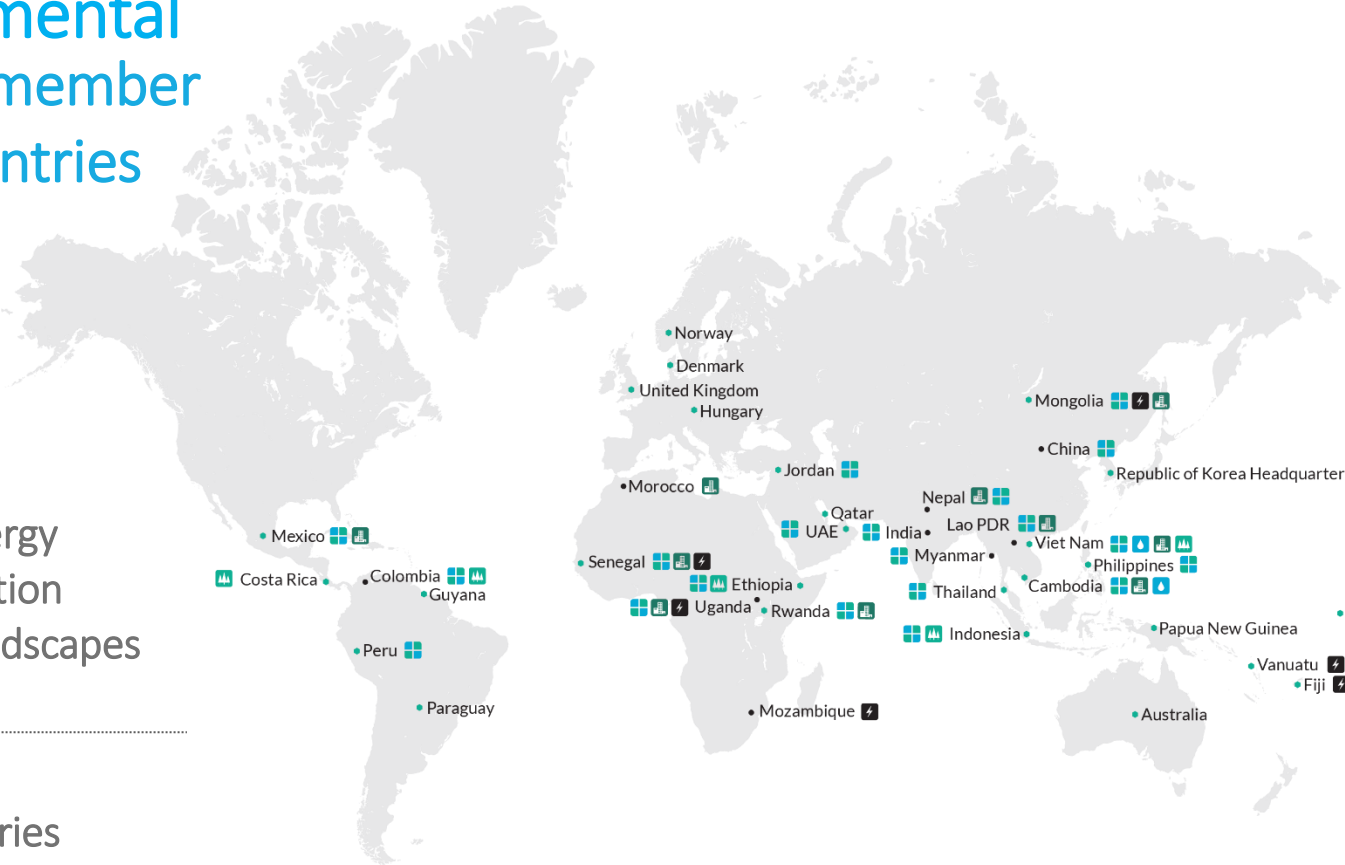 mental
member
ntries
ergy
tion
dscapes
ries
Norway
Denmark
United Kingdom
Hungary
Mongolia
China
Republic of Korea Headquarter
Jordan
Morocco
Nepal
Qatar
Lao PDR
UAE
India
Mexico
Viet Nam
Myanmar
Senegal
Philippines
Costa Rica
Colombia
Ethiopia
Cambodia
Guyana
Thailand
Uganda
Rwanda
Papua New Guinea
Indonesia
Peru
Vanuatu
Fiji
Paraguay
Mozambique
Australia